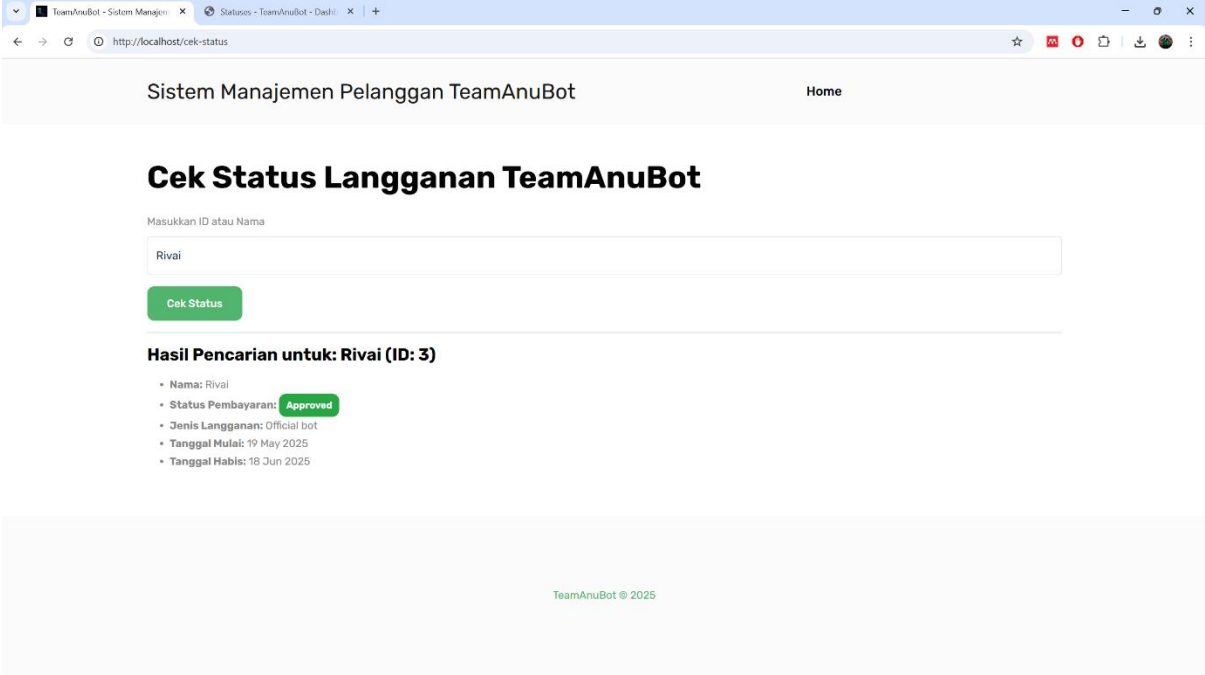 TeamAnuBot - Sistem Manajem
Statuses - TeamAnuBot - Dashb
http://localhost/cek-status
Sistem Manajemen Pelanggan TeamAnuBot
Home
Cek Status Langganan TeamAnuBot
Masukkan ID atau Nama
Rivai
Cek Status
Hasil Pencarian untuk: Rivai (ID: 3)
• Nama: Rivai
• Status Pembayaran: Approved
• Jenis Langganan: Official bot
• Tanggal Mulai: 19 May 2025
• Tanggal Habis: 18 Jun 2025
TeamAnuBot © 2025